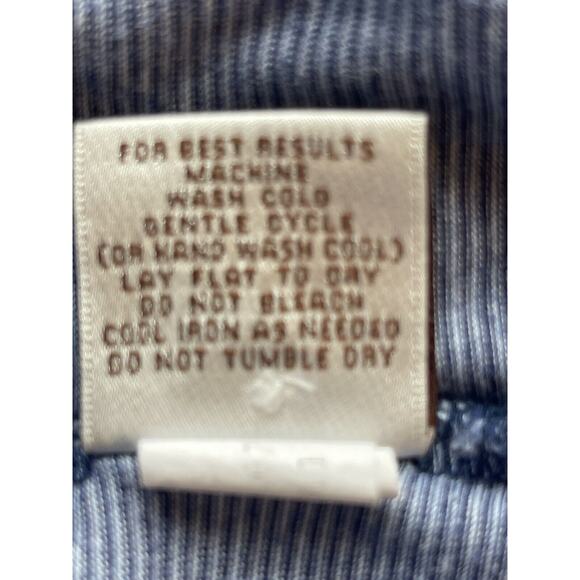 FOR BEST RESULTS
MACHINE
WASH COLD
GENTLE CYCLE
(OR HAND WASH COOL)
LAY FLAT TO DRY
DO NOT BLEACH
COOL IRON AS NEEDED
DO NOT TUMBLE DRY